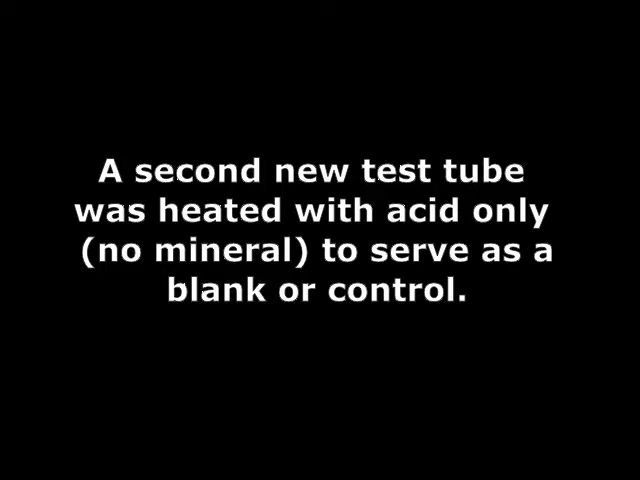 A second new test tube
was heated with acid only
(no mineral) to serve as a
blank or control.